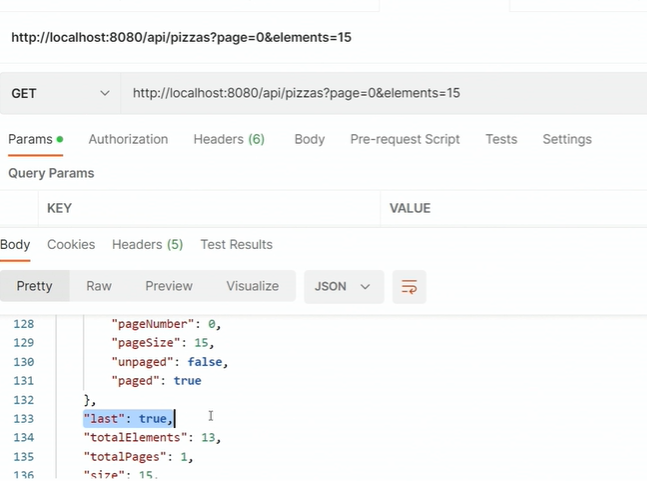 http://localhost:8080/api/pizzas?page=0&elements=15
GET http://localhost:8080/api/pizzas?page=0&elements=15
Params Authorization Headers (6) Body Pre-request Script Tests Settings
Query Params
KEY VALUE
Body Cookies Headers (5) Test Results
Pretty Raw Preview Visualize JSON
128 "pageNumber": 0,
129 "pageSize": 15,
130 "unpaged": false,
131 "paged": true
132 },
133 "last": true,
134 "totalElements": 13,
135 "totalPages": 1,
136 "size": 15,